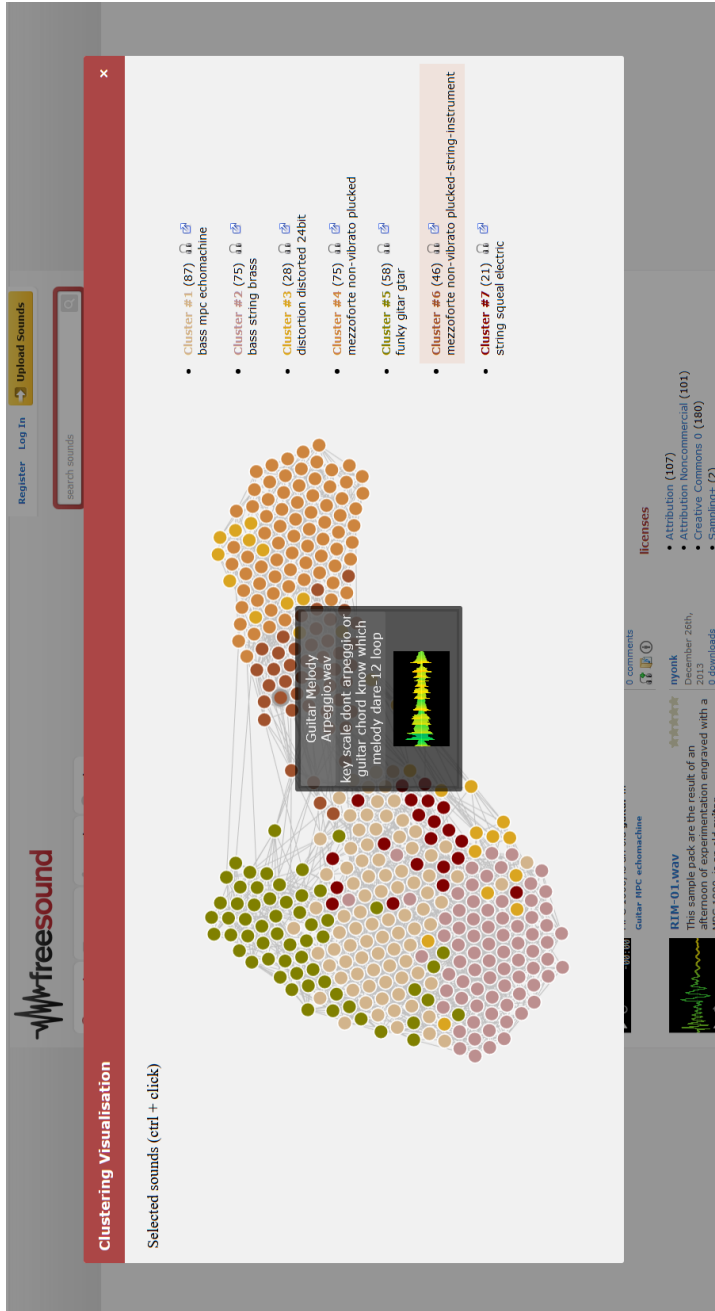 freesound
Register
Log In
Upload Sounds
search sounds
Clustering Visualisation
×
Selected sounds (ctrl + click)
Guitar Melody
Arpeggio.wav
key scale dont arpeggio or
guitar chord know which
melody dare-12 loop
• Cluster #1 (87)
bass mpc echomachine
• Cluster #2 (75)
bass string brass
• Cluster #3 (28)
distortion distorted 24bit
• Cluster #4 (75)
mezzoforte non-vibrato plucked
• Cluster #5 (58)
funky gitar gtar
• Cluster #6 (46)
mezzoforte non-vibrato plucked-string-instrument
• Cluster #7 (21)
string squeal electric
-00:00
Guitar MPC echomachine
0 comments
RIM-01.wav
This sample pack are the result of an
afternoon of experimentation engraved with a
nyonk
December 26th,
2013
0 downloads
licenses
• Attribution (107)
• Attribution Noncommercial (101)
• Creative Commons 0 (180)
• Sampling+ (2)